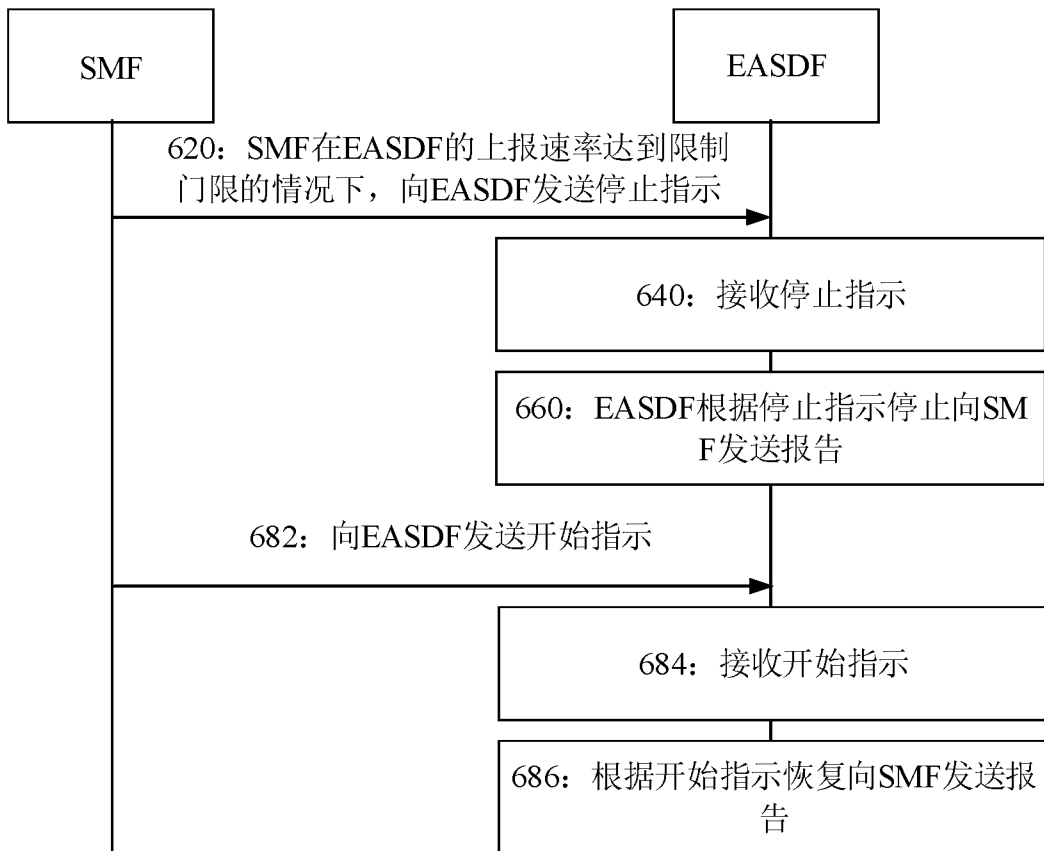 SMF
EASDF
620：SMF在EASDF的上报速率达到限制
门限的情况下，向EASDF发送停止指示
640：接收停止指示
660：EASDF根据停止指示停止向SM
F发送报告
682：向EASDF发送开始指示
684：接收开始指示
686：根据开始指示恢复向SMF发送报
告